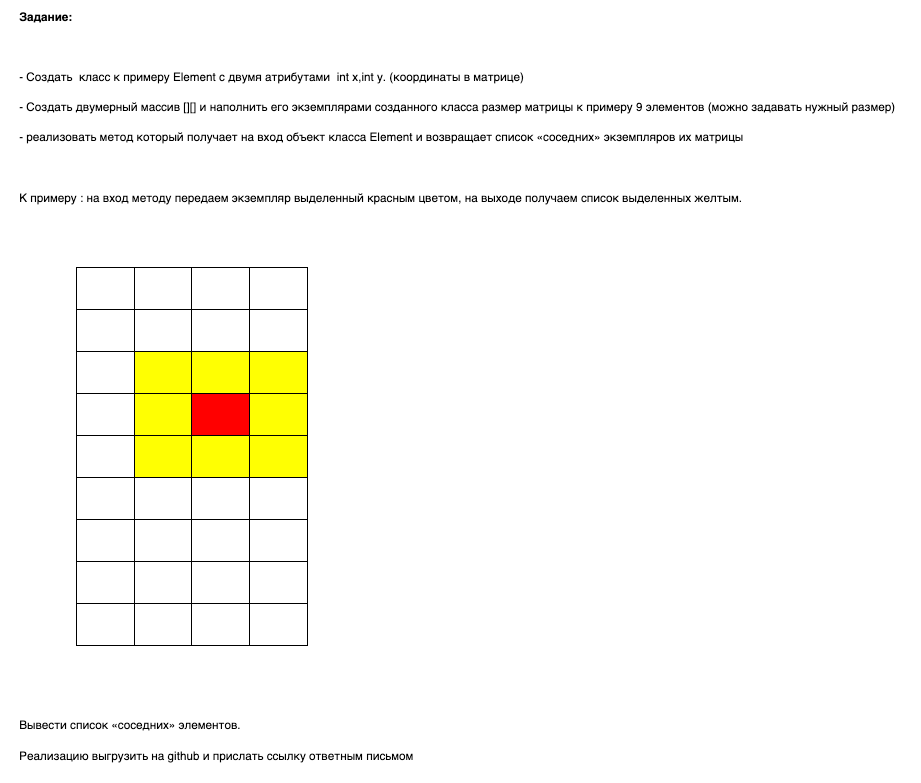 Задание:
- Создать  класс к примеру Element с двумя атрибутами  int x,int y. (координаты в матрице)
- Создать двумерный массив [][] и наполнить его экземплярами созданного класса размер матрицы к примеру 9 элементов (можно задавать нужный размер)
- реализовать метод который получает на вход объект класса Element и возвращает список «соседних» экземпляров их матрицы
К примеру : на вход методу передаем экземпляр выделенный красным цветом, на выходе получаем список выделенных желтым.
Вывести список «соседних» элементов.
Реализацию выгрузить на github и прислать ссылку ответным письмом